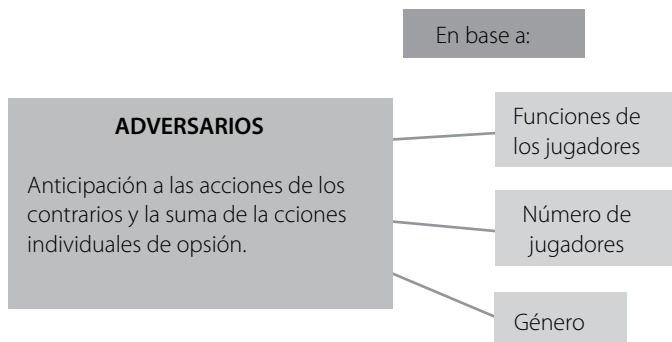 En base a:
ADVERSARIOS
Anticipación a las acciones de los
contrarios y la suma de la cciones
individuales de opsión.
Funciones de
los jugadores
Número de
jugadores
Género